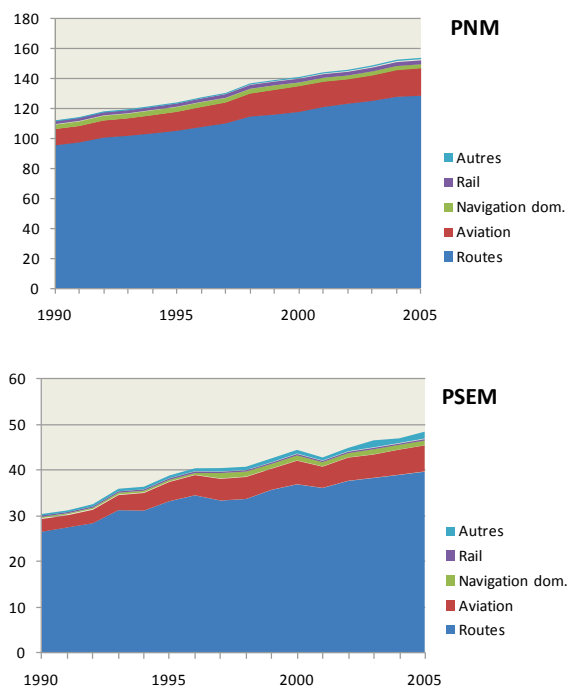 PNM
180
160
140
120
100
80
60
40
20
0
1990 1995 2000 2005
Autres
Rail
Navigation dom.
Aviation
Routes
PSEM
60
50
40
30
20
10
0
1990 1995 2000 2005
Autres
Rail
Navigation dom.
Aviation
Routes